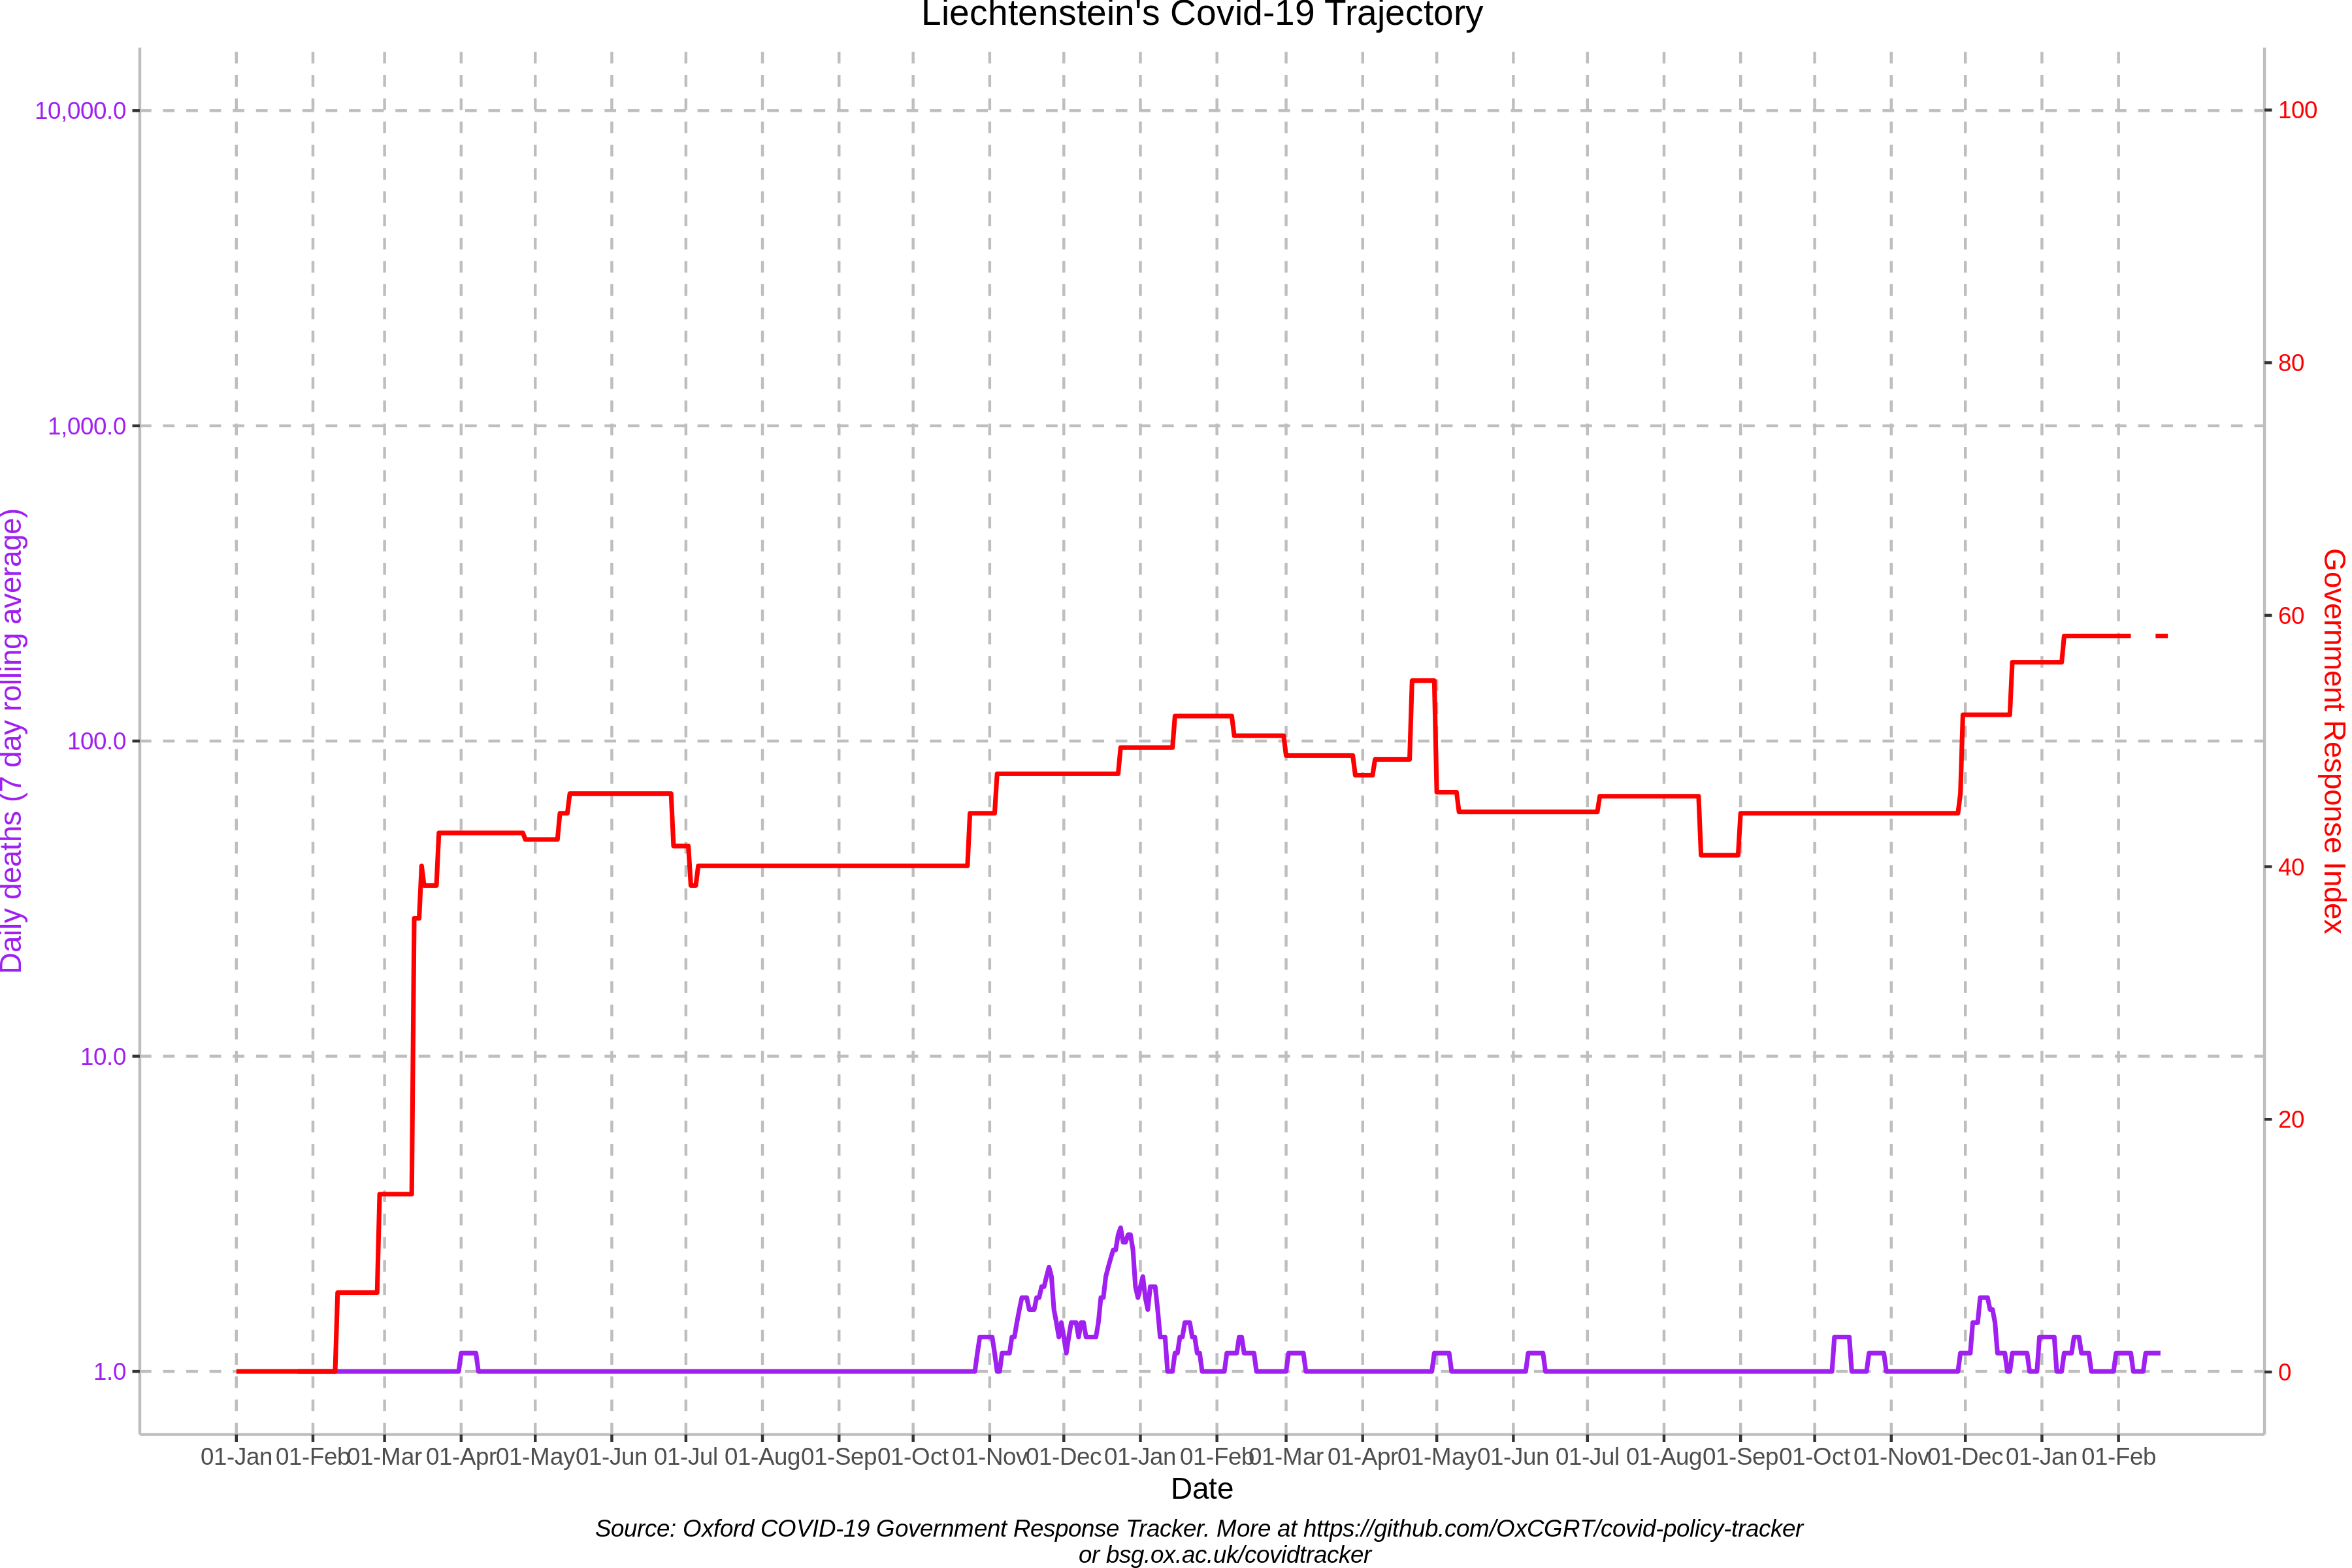 Liechtenstein's Covid-19 Trajectory
10,000.0
1,000.0
100.0
10.0
1.0
Daily deaths (7 day rolling average)
100
80
60
40
20
0
Government Response Index
01-Jan 01-Feb 01-Mar 01-Apr 01-May 01-Jun 01-Jul 01-Aug 01-Sep 01-Oct 01-Nov 01-Dec 01-Jan 01-Feb 01-Mar 01-Apr 01-May 01-Jun 01-Jul 01-Aug 01-Sep 01-Oct 01-Nov 01-Dec 01-Jan 01-Feb
Date
Source: Oxford COVID-19 Government Response Tracker. More at https://github.com/OxCGRT/covid-policy-tracker
or bsg.ox.ac.uk/covidtracker